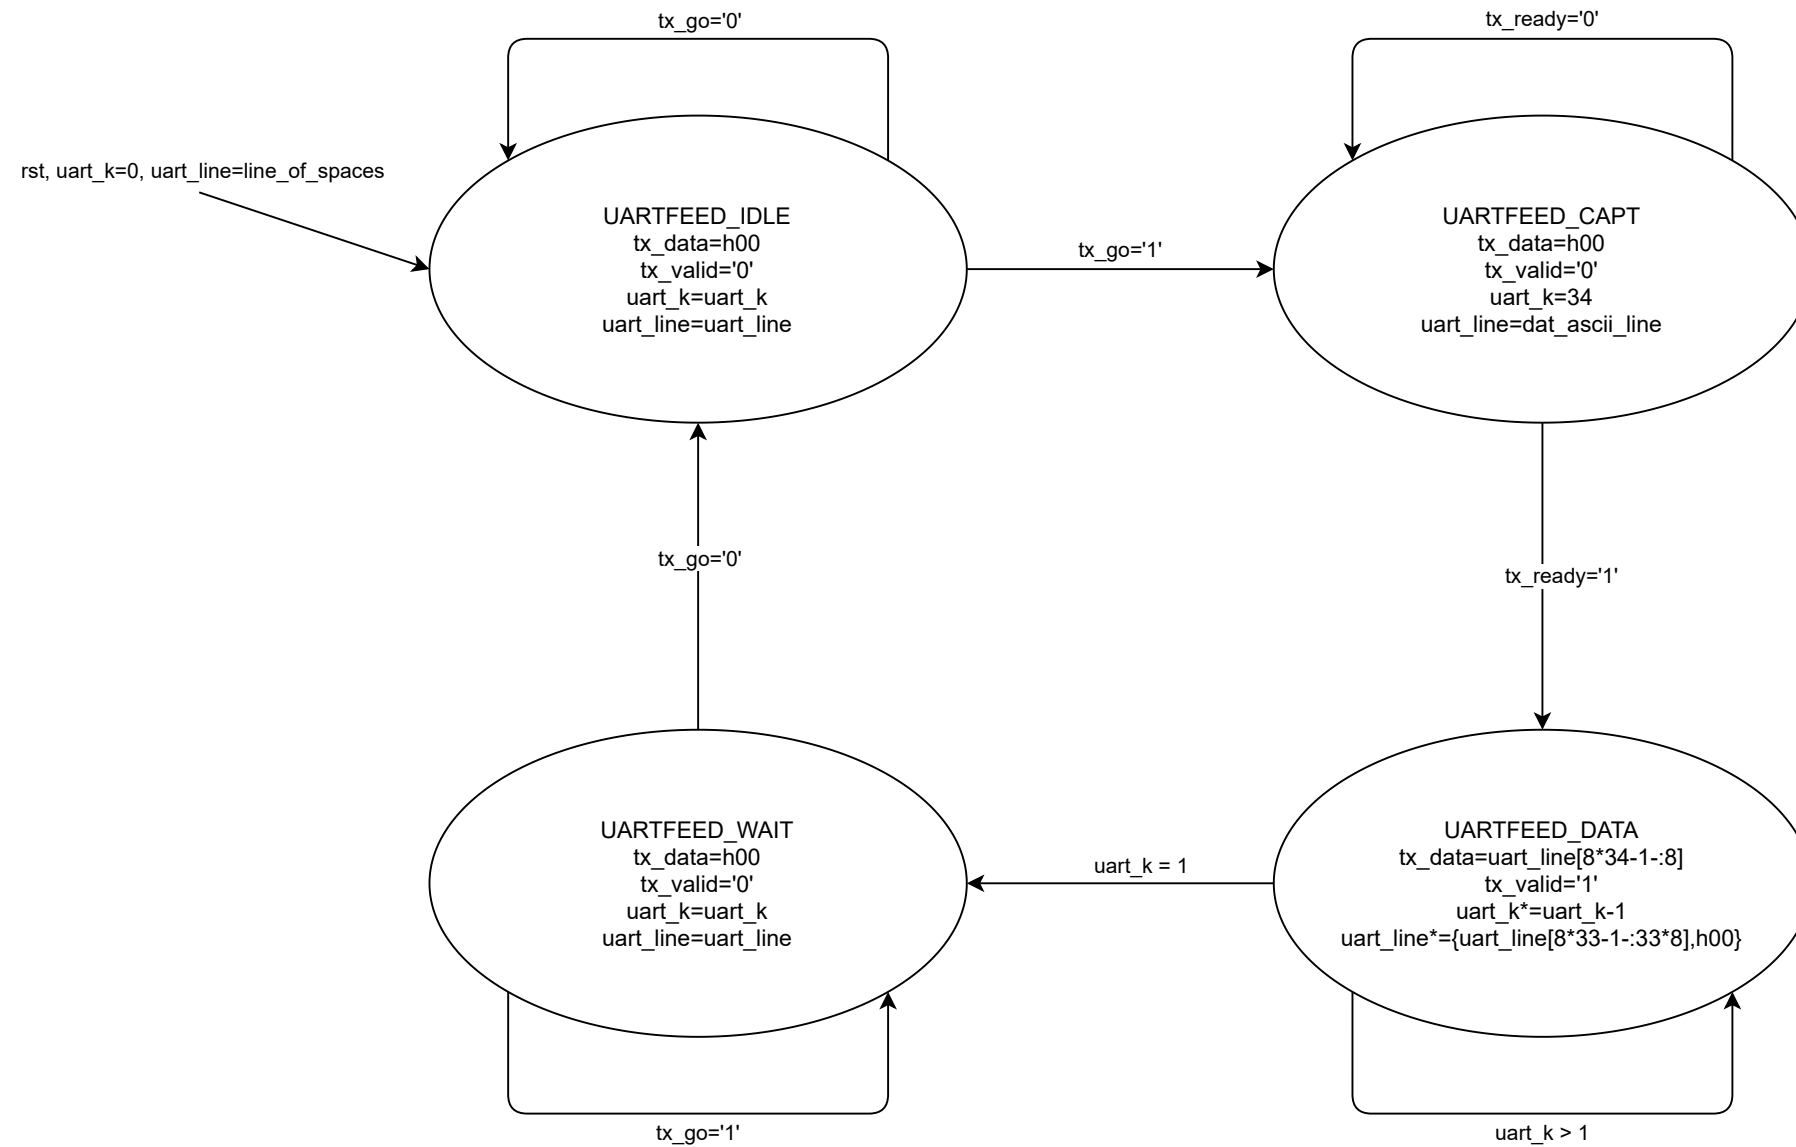 tx_go='0'
tx_ready='0'
rst, uart_k=0, uart_line=line_of_spaces
UARTFEED_IDLE
tx_data=h00
tx_valid='0'
uart_k=uart_k
uart_line=uart_line
tx_go='1'
UARTFEED_CAPT
tx_data=h00
tx_valid='0'
uart_k=34
uart_line=dat_ascii_line
tx_go='0'
tx_ready='1'
UARTFEED_WAIT
tx_data=h00
tx_valid='0'
uart_k=uart_k
uart_line=uart_line
uart_k = 1
UARTFEED_DATA
tx_data=uart_line[8*34-1-:8]
tx_valid='1'
uart_k*=uart_k-1
uart_line*={uart_line[8*33-1-:33*8],h00}
tx_go='1'
uart_k > 1